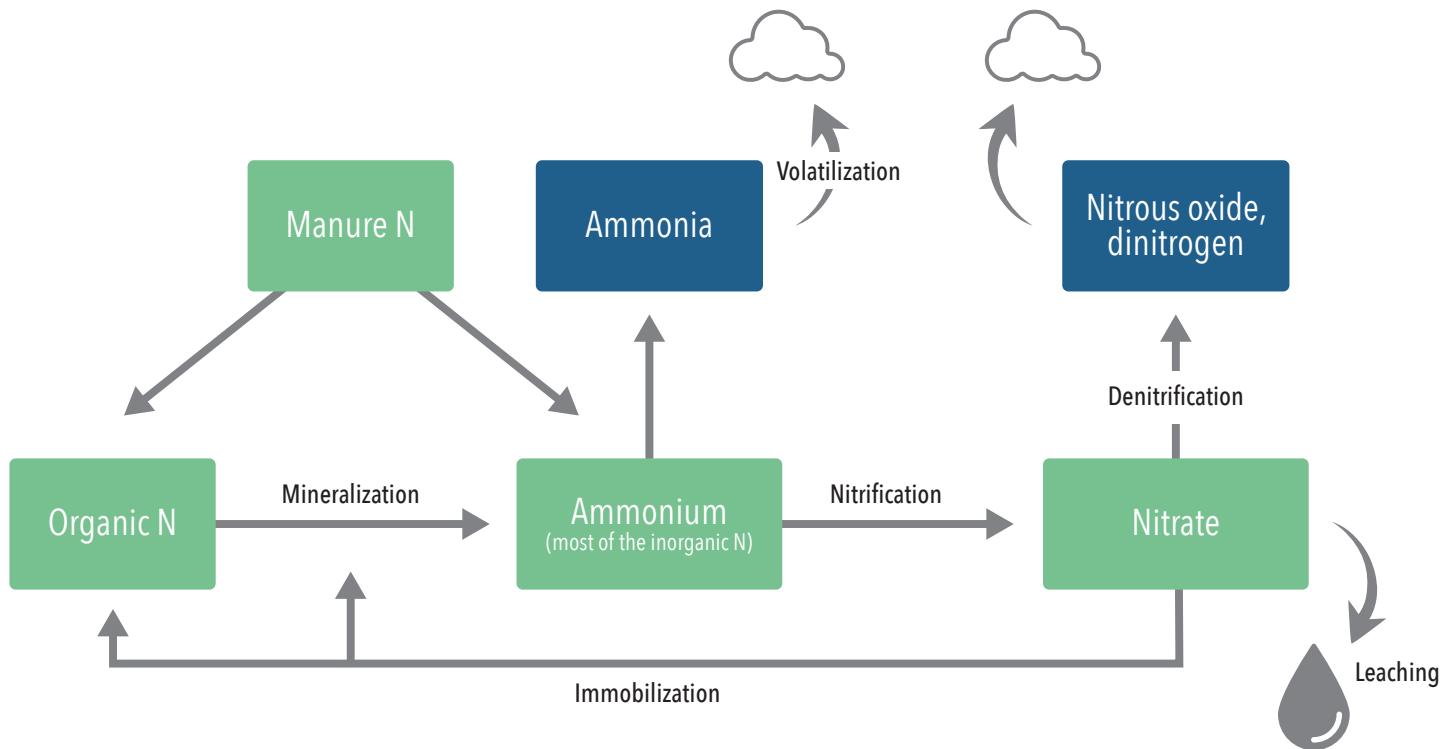 Volatilization
Manure N
Ammonia
Nitrous oxide,
dinitrogen
Denitrification
Organic N
Mineralization
Ammonium
(most of the inorganic N)
Nitrification
Nitrate
Immobilization
Leaching